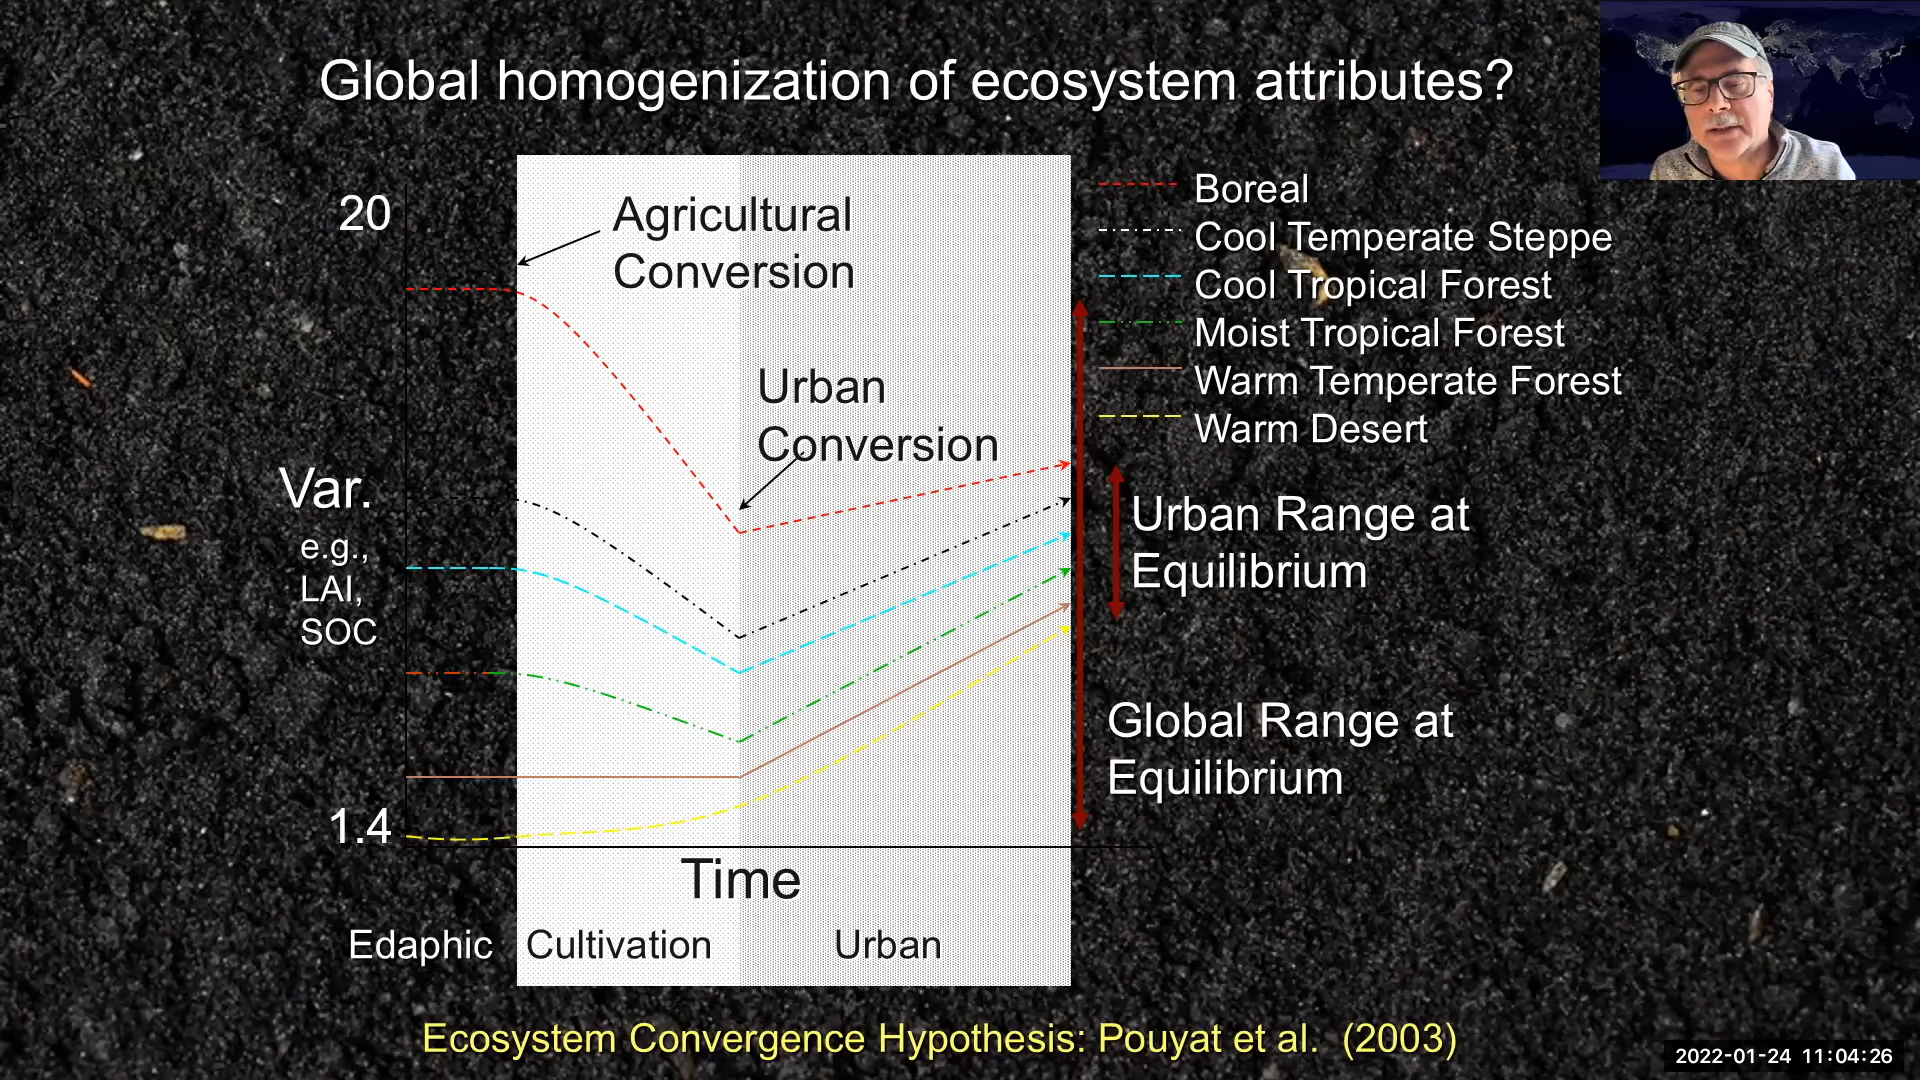 Global homogenization of ecosystem attributes?
20
Agricultural
Conversion
Urban
Conversion
Var.
e.g.,
LAI,
SOC
1.4
Time
Edaphic
Cultivation
Urban
Boreal
Cool Temperate Steppe
Cool Tropical Forest
Moist Tropical Forest
Warm Temperate Forest
Warm Desert
Urban Range at
Equilibrium
Global Range at
Equilibrium
Ecosystem Convergence Hypothesis: Pouyat et al. (2003)
2022-01-24 11:04:26